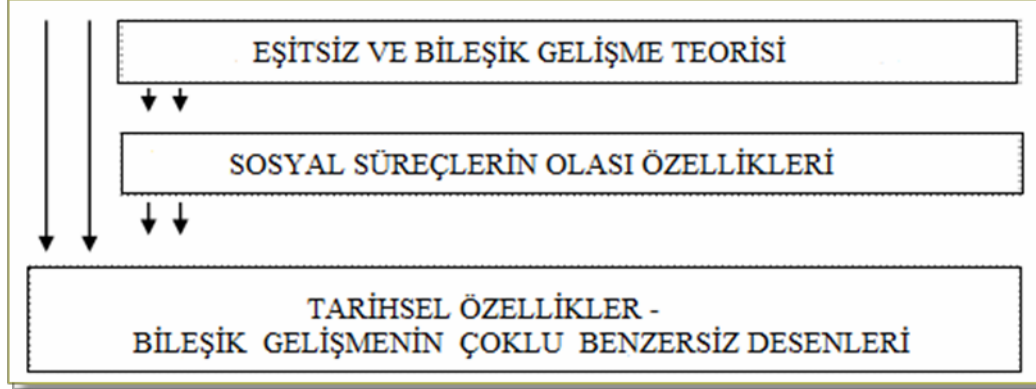 EŞİTSİZ VE BİLEŞİK GELİŞME TEORİSİ
SOSYAL SÜREÇLERİN OLASI ÖZELLİKLERİ
TARİHSEL ÖZELLİKLER -
BİLEŞİK GELİŞMENİN ÇOKLU BENZERSİZ DESENLERİ